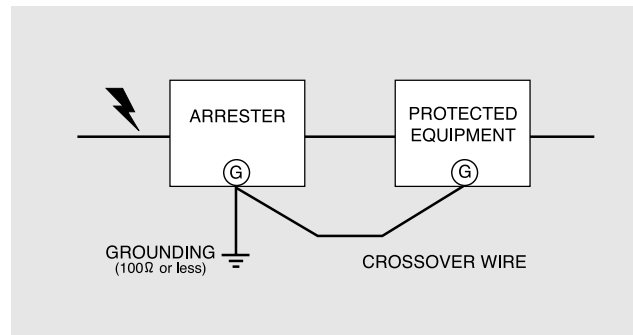 ARRESTER
PROTECTED
EQUIPMENT
G
G
GROUNDING
(100Ω or less)
CROSSOVER WIRE